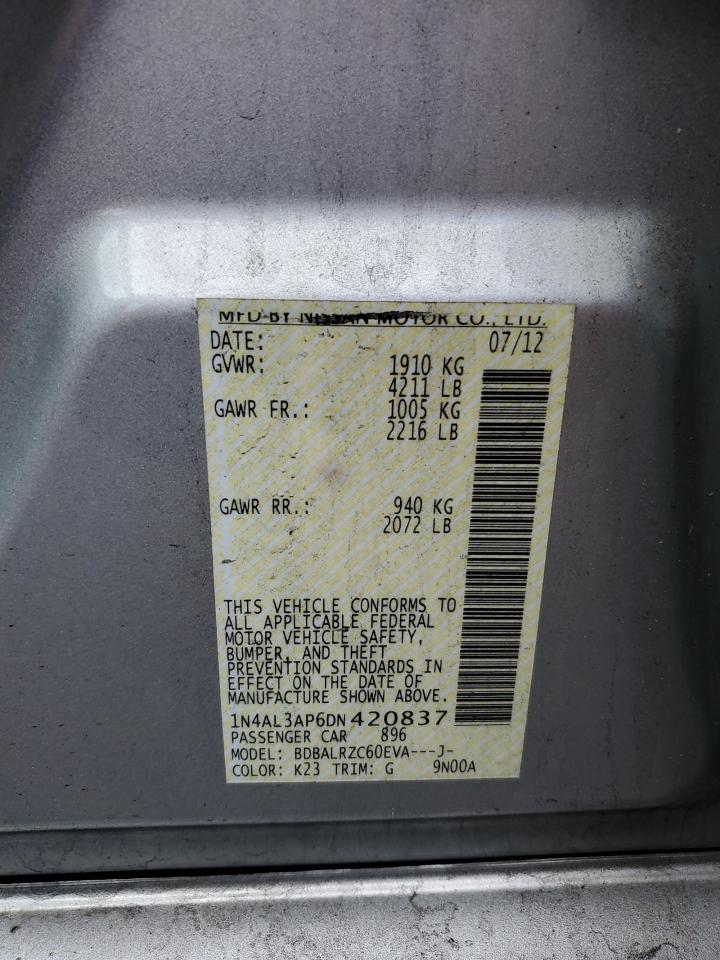 MFD BY NISSAN MOTOR CO., LTD.
DATE: 07/12
GVWR: 1910 KG
4211 LB
GAWR FR.: 1005 KG
2216 LB
GAWR RR.: 940 KG
2072 LB
THIS VEHICLE CONFORMS TO
ALL APPLICABLE FEDERAL
MOTOR VEHICLE SAFETY,
BUMPER, AND THEFT
PREVENTION STANDARDS IN
EFFECT ON THE DATE OF
MANUFACTURE SHOWN ABOVE.
1N4AL3AP6DN420837
PASSENGER CAR 896
MODEL: BDBALRZC60EVA---J-
COLOR: K23 TRIM: G 9N00A